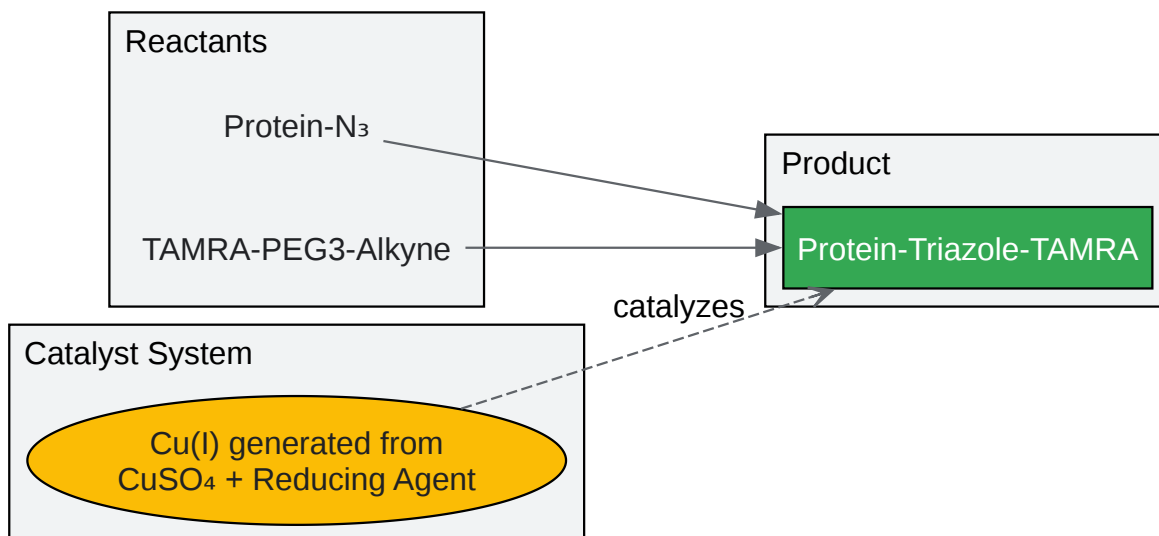 Reactants
Protein-N₃
TAMRA-PEG3-Alkyne
Product
Protein-Triazole-TAMRA
catalyzes
Catalyst System
Cu(I) generated from
CuSO₄ + Reducing Agent